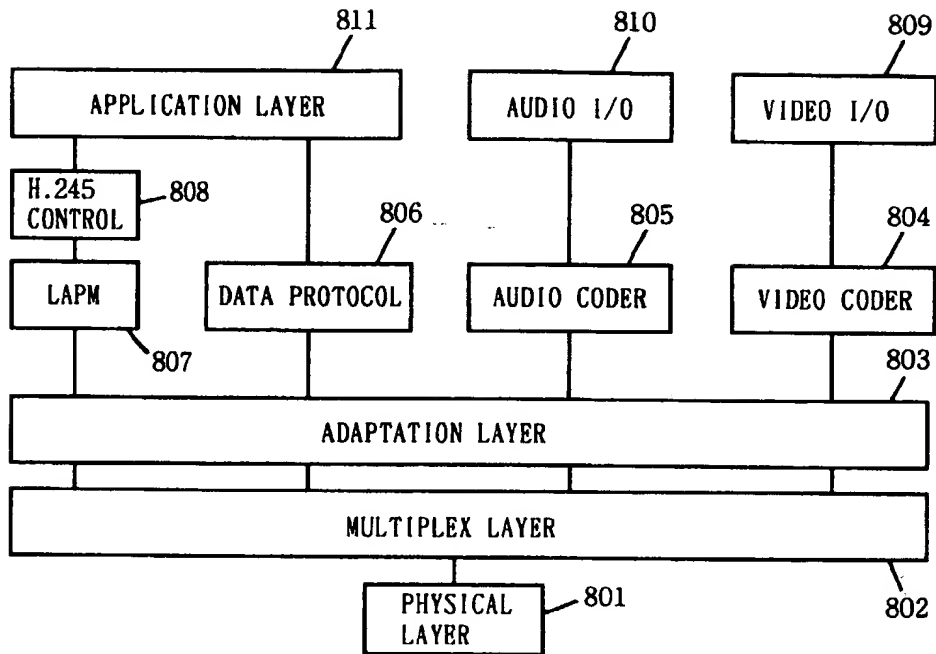 811
810
809
APPLICATION LAYER
AUDIO I/O
VIDEO I/O
H.245
CONTROL
808
806
805
804
LAPM
DATA PROTOCOL
AUDIO CODER
VIDEO CODER
807
803
ADAPTATION LAYER
MULTIPLEX LAYER
802
PHYSICAL
LAYER
801